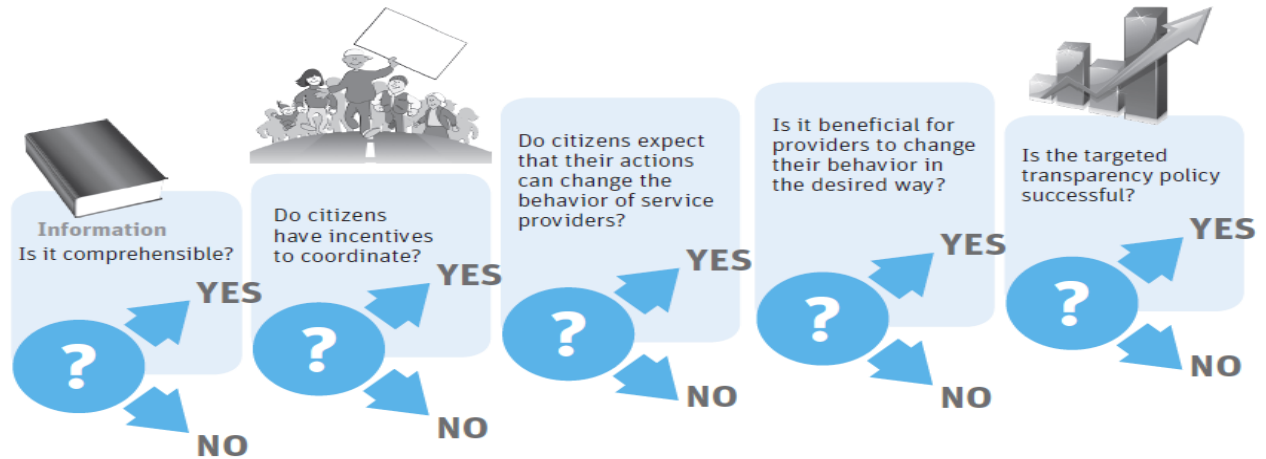 Information
Is it comprehensible?
?
YES
NO
Do citizens
have incentives
to coordinate?
?
YES
NO
Do citizens expect
that their actions
can change the
behavior of service
providers?
?
YES
NO
Is it beneficial for
providers to change
their behavior in
the desired way?
?
YES
NO
Is the targeted
transparency policy
successful?
?
YES
NO